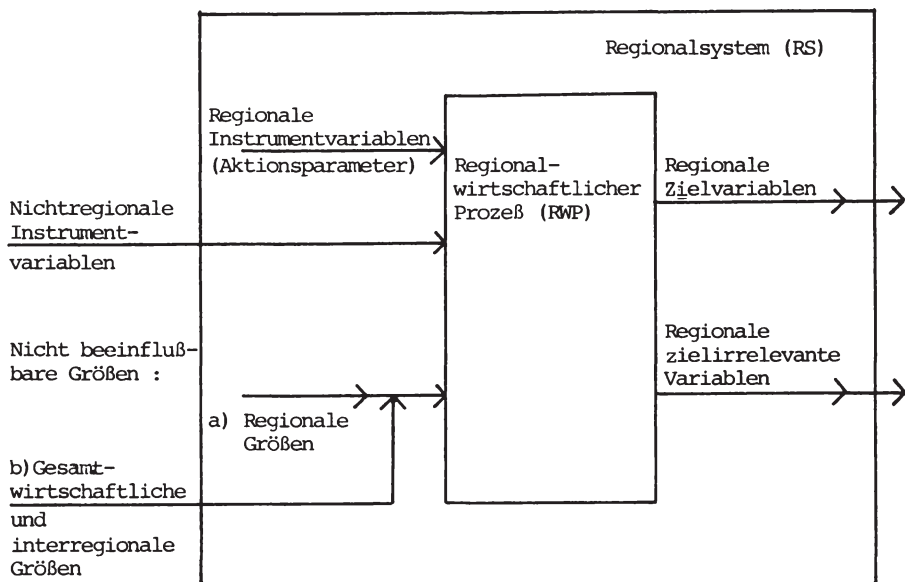 Regionalsystem (RS)
Regionale
Instrumentvariablen
(Aktionsparameter)
Regional-
wirtschaftlicher
Prozeß (RWP)
Regionale
Zielvariablen
Nichtregionale
Instrument-
variablen
Regionale
zielirrelevante
Variablen
Nicht beeinfluß-
bare Größen :
a) Regionale
Größen
b)Gesamt-
wirtschaftliche
und
interregionale
Größen